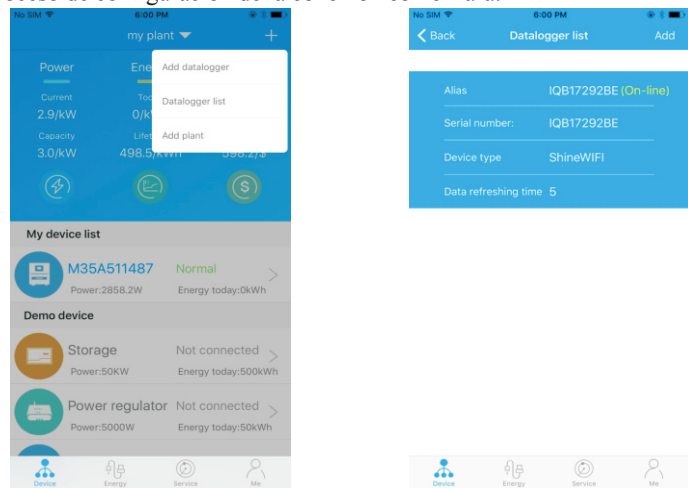 No SIM 6:00 PM
my plant
Power
Add datalogger
Current
Datalogger list
2.9/kW
Capacity
Add plant
3.0/kW
498.5/kWh
598.2/$
My device list
M35A511487 Normal
Power:2858.2W Energy today:0kWh
Demo device
Storage Not connected
Power:50KW Energy today:500kWh
Power regulator Not connected
Power:5000W Energy today:50kWh
Device Energy Service Me
No SIM 6:00 PM
Back Datalogger list Add
Alias IQB17292BE (On-line)
Serial number: IQB17292BE
Device type ShineWIFI
Data refreshing time 5
Device Energy Service Me